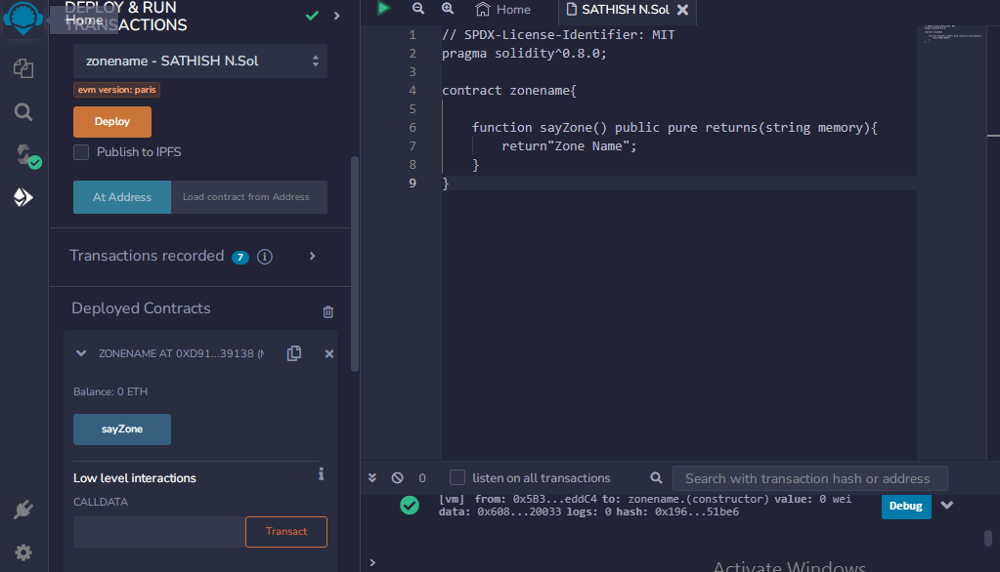 DEPLOY & RUN
TRANSACTIONS
Home
zonename - SATHISH N.Sol
evm version: paris
Deploy
Publish to IPFS
At Address
Load contract from Address
Transactions recorded 7
Deployed Contracts
ZONENAME AT 0XD91...39138 (
Balance: 0 ETH
sayZone
Low level interactions
CALLDATA
Transact
Home
SATHISH N.Sol
1 // SPDX-License-Identifier: MIT
2 pragma solidity^0.8.0;
3
4 contract zonename{
5
6 function sayZone() public pure returns(string memory){
7 return"Zone Name";
8 }
9 }
0
listen on all transactions
Search with transaction hash or address
[vm] from: 0x5B3...eddC4 to: zonename.(constructor) value: 0 wei
data: 0x608...20033 logs: 0 hash: 0x196...51be6
Debug
>
Activate Windows